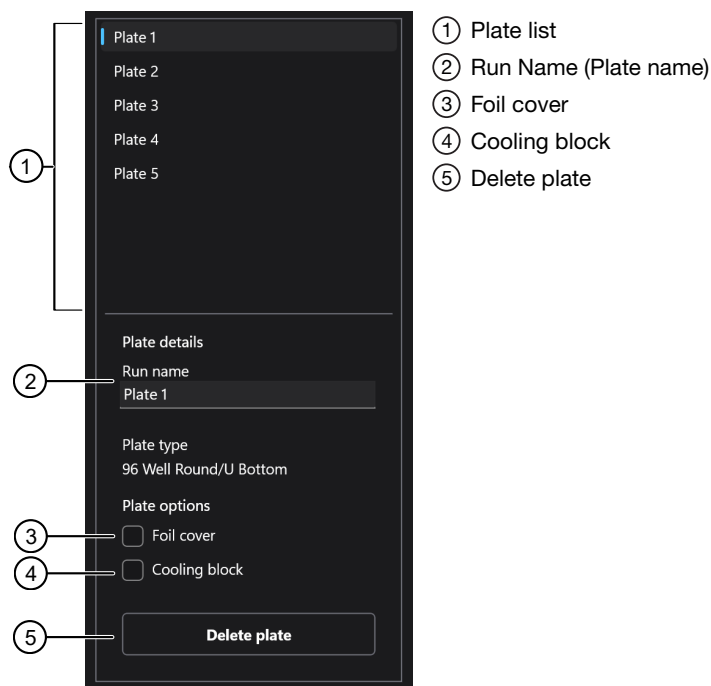 Plate 1
Plate 2
Plate 3
Plate 4
Plate 5
1
Plate details
Run name
2
Plate 1
Plate type
96 Well Round/U Bottom
Plate options
3
Foil cover
4
Cooling block
5
Delete plate
1 Plate list
2 Run Name (Plate name)
3 Foil cover
4 Cooling block
5 Delete plate